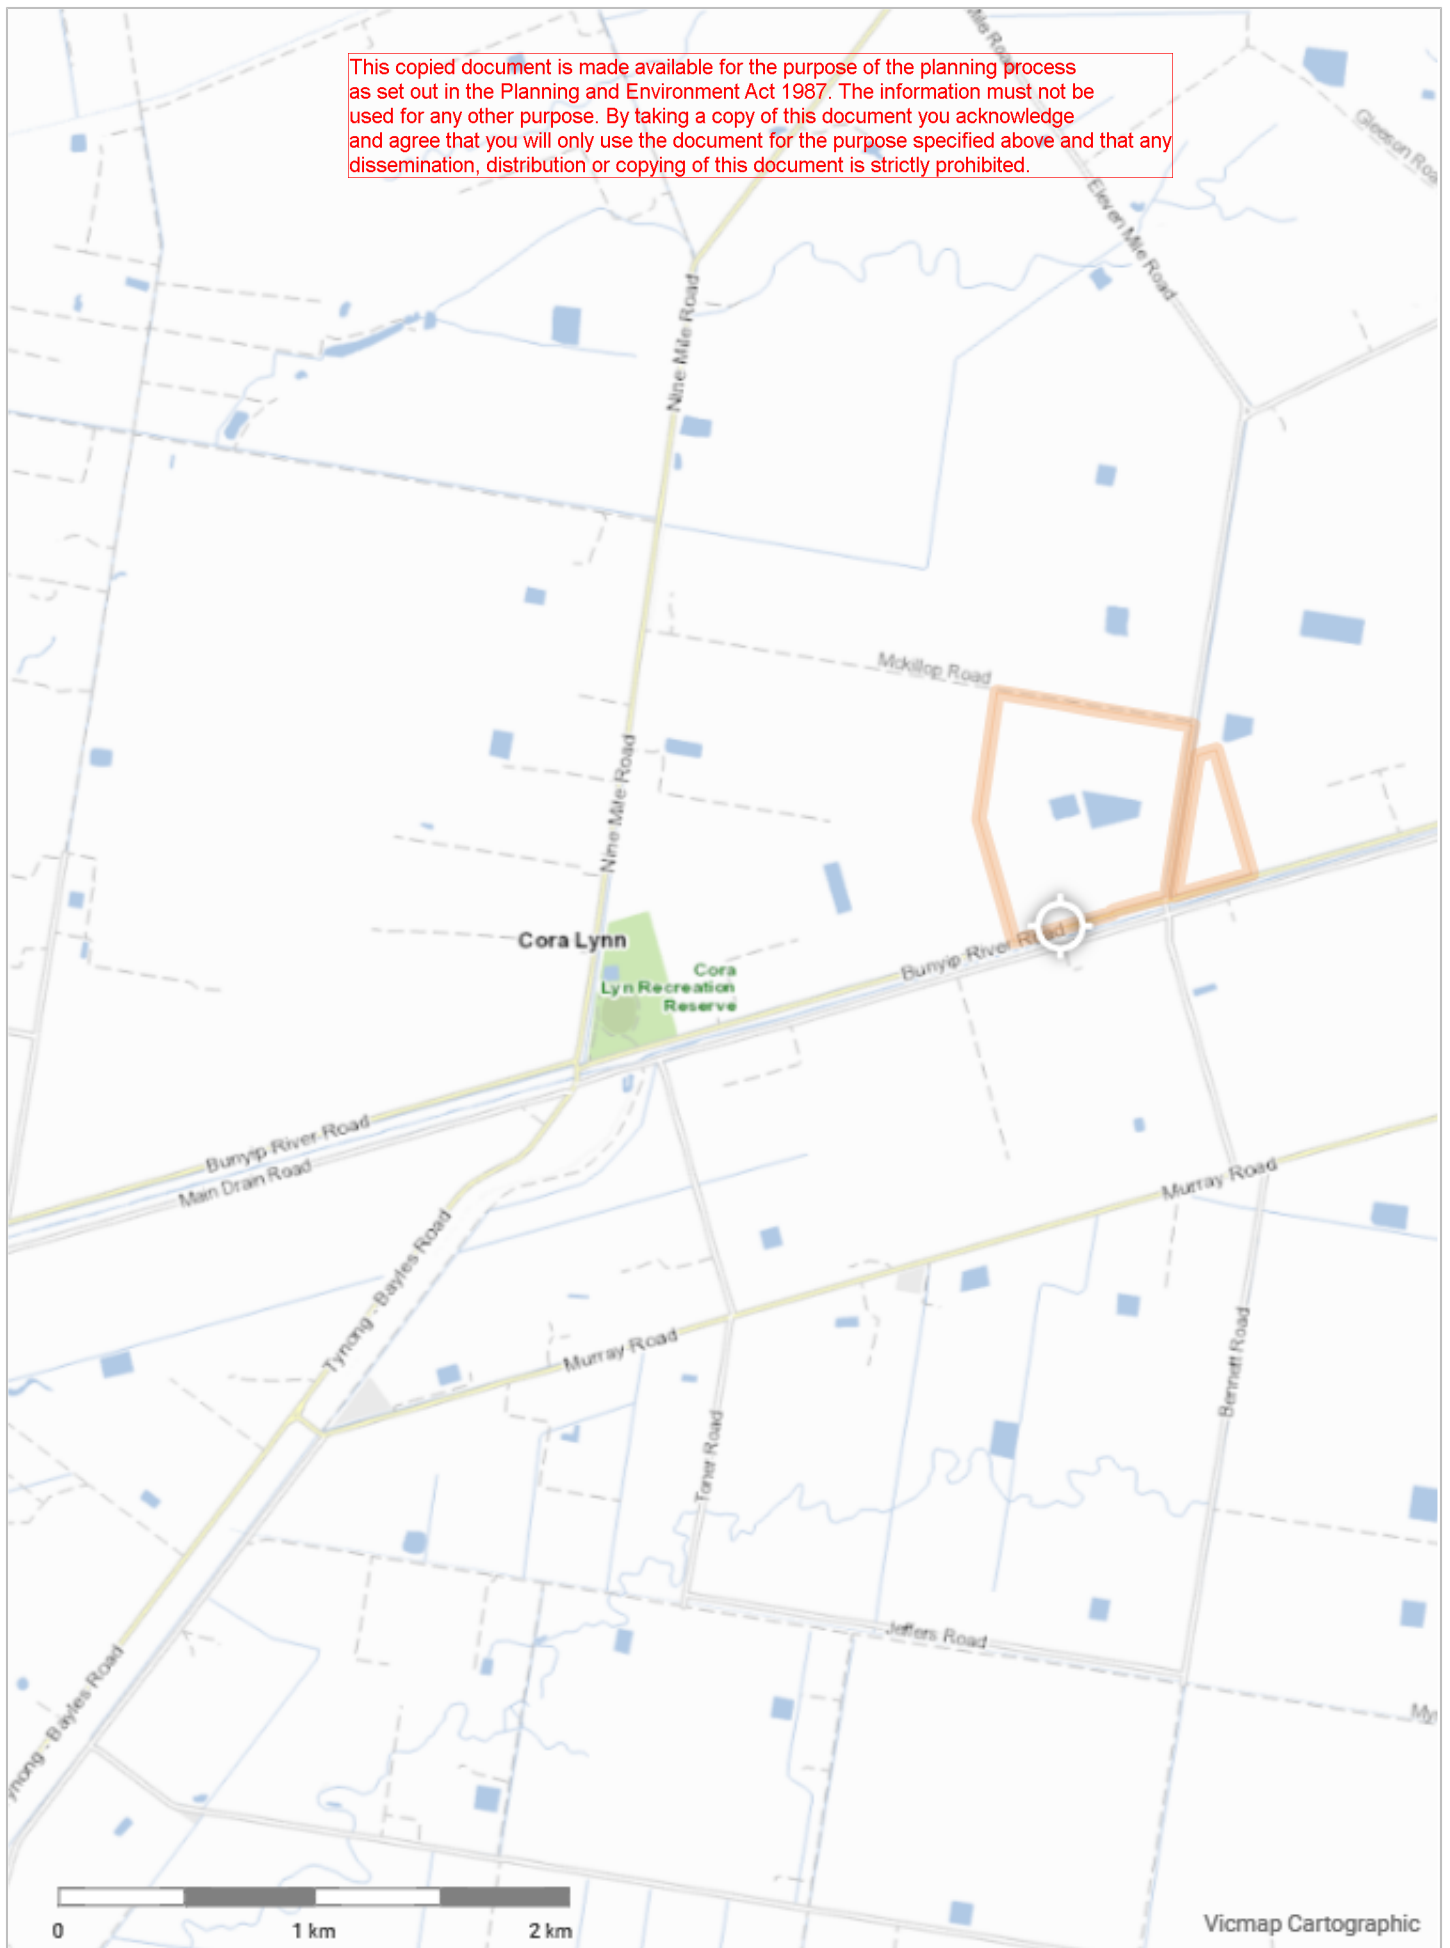 Mile Road
This copied document is made available for the purpose of the planning process
as set out in the Planning and Environment Act 1987. The information must not be
used for any other purpose. By taking a copy of this document you acknowledge
and agree that you will only use the document for the purpose specified above and that any
dissemination, distribution or copying of this document is strictly prohibited.
Gleeson Roa
Eleven Mile Road
Nine Mile Road
Mckillop Road
Nine Mile Road
Cora Lynn
Cora
Lyn Recreation
Reserve
Bunyip River Road
Bunyip River Road
Main Drain Road
Murray Road
Tynong - Bayles Road
Murray Road
Bennett Road
Toner Road
Jeffers Road
ynong - Bayles Road
My
0 1 km 2 km
Vicmap Cartographic